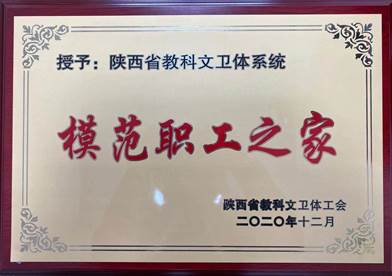 授予：陕西省教科文卫体系统
模范职工之家
陕西省教科文卫体工会
二〇二〇年十二月